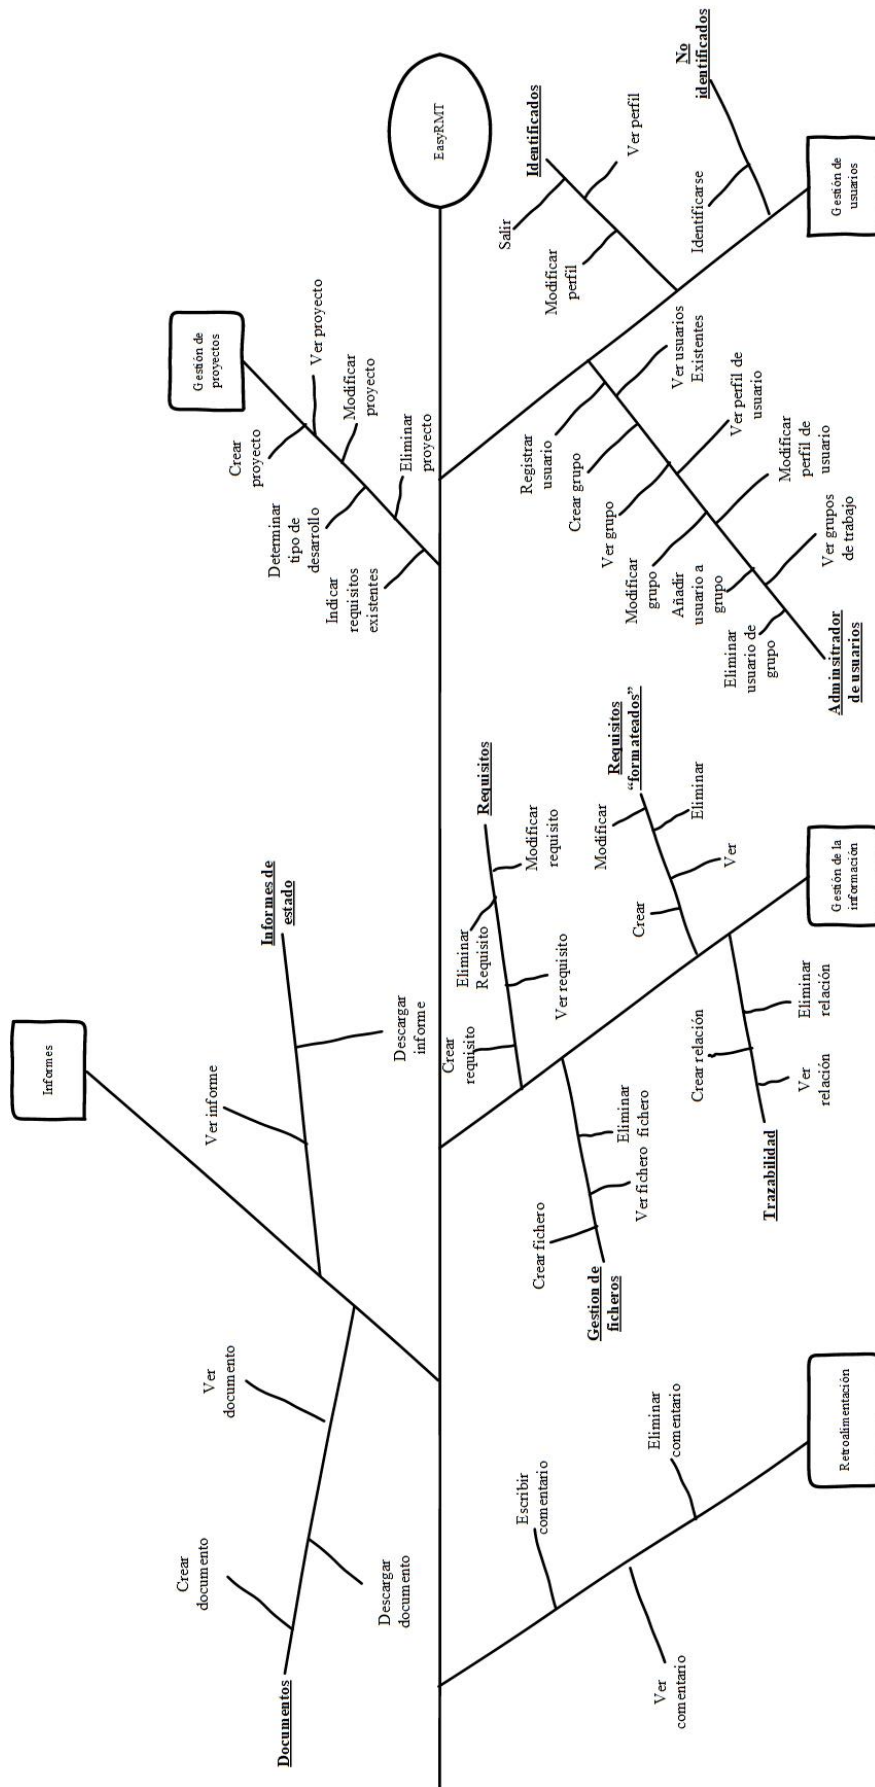 EasyRMT
No
identificados
Identificados
Ver perfil
Salir
Identificarse
Modificar
perfil
Gestión de
usuarios
Gestión de
proyectos
Ver proyecto
Crear
proyecto
Modificar
proyecto
Eliminar
proyecto
Determinar
tipo de
desarrollo
Indicar
requisitos
existentes
Ver usuarios
Existentes
Registrar
usuario
Crear grupo
Ver perfil de
usuario
Ver grupo
Modificar
perfil de
usuario
Modificar
grupo
Añadir
usuario a
grupo
Ver grupos
de trabajo
Eliminar
usuario de
grupo
Adminsitrador
de usuarios
Informes
Informes de
estado
Ver informe
Descargar
informe
Requisitos
Modificar
requisito
Eliminar
Requisito
Ver requisito
Crear
requisito
Requisitos
“formateados”
Modificar
Eliminar
Ver
Crear
Gestión de la
información
Eliminar
relación
Crear relación
Ver
relación
Trazabilidad
Eliminar fichero
Ver fichero
Crear fichero
Gestion de
ficheros
Ver
documento
Crear
documento
Descargar
documento
Documentos
Retroalimentación
Eliminar
comentario
Escribir
comentario
Ver
comentario